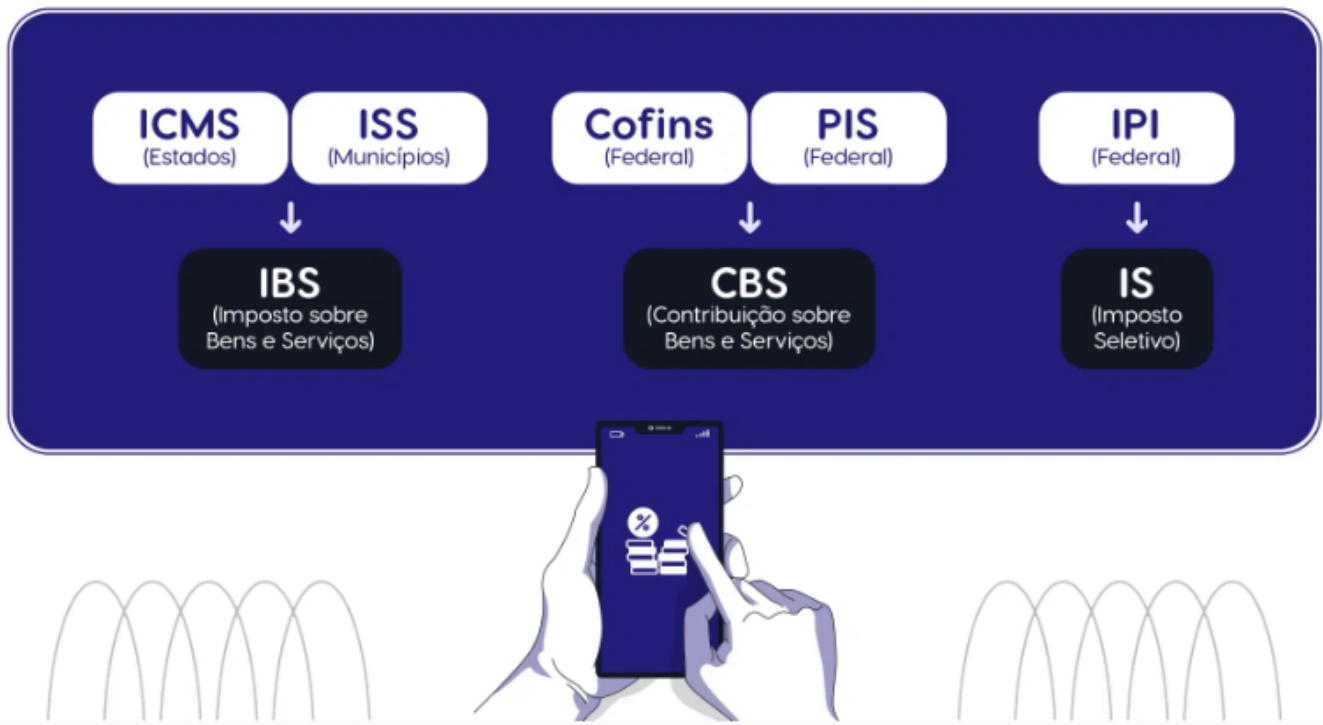 ICMS
(Estados)
ISS
(Municípios)
Cofins
(Federal)
PIS
(Federal)
IPI
(Federal)
IBS
(Imposto sobre
Bens e Serviços)
CBS
(Contribuição sobre
Bens e Serviços)
IS
(Imposto
Seletivo)
%